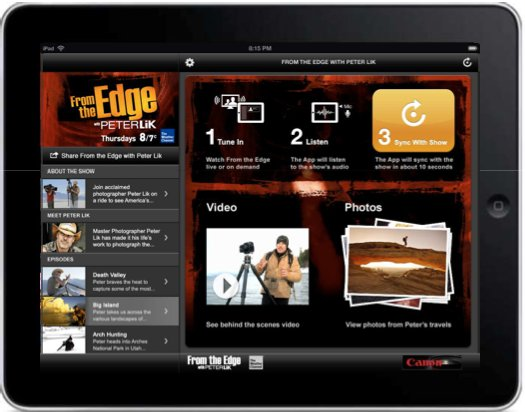 iPad
8:15 PM
FROM THE EDGE WITH PETER LIK
From
the Edge
with PETER LIK
Thursdays 8/7c
The
Weather
Channel
Share From the Edge with Peter Lik
ABOUT THE SHOW
Join acclaimed
photographer Peter Lik on
a ride to see America's...
MEET PETER LIK
Master Photographer Peter
Lik has made it his life's
work to photograph the...
EPISODES
Death Valley
Peter braves the heat to
capture some of the most...
Big Island
Peter takes us across the
various landscapes of...
Arch Hunting
Peter heads into Arches
National Park in Utah...
1 Tune In
Watch From the Edge
live or on demand
Mic
2 Listen
The App will listen
to the show's audio
3 Sync With Show
The App will sync with the
show in about 10 seconds
Video
See behind the scenes video
Photos
View photos from Peter's travels
From the Edge
with PETER LIK
The
Weather
Channel
Canon